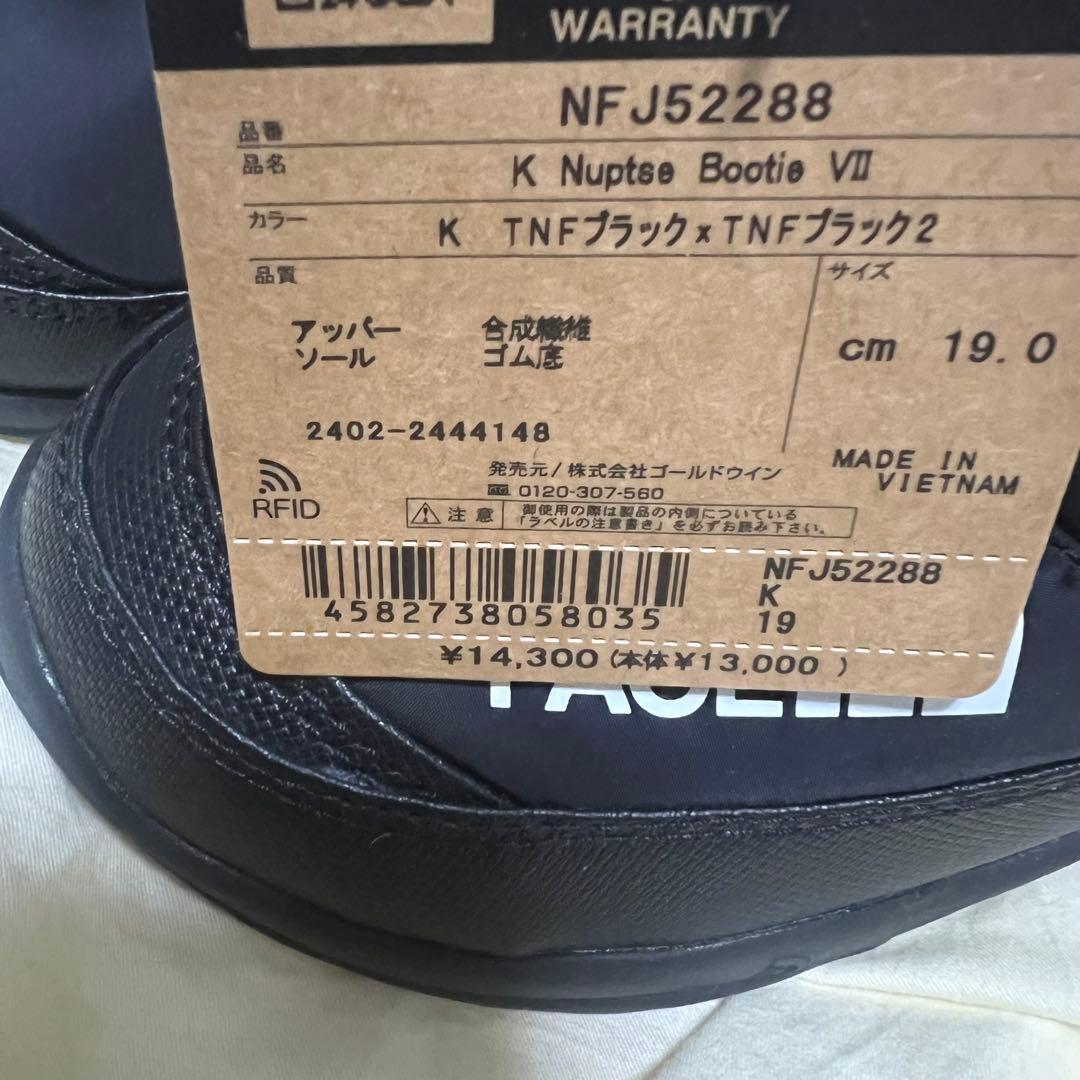 WARRANTY
品番 NFJ52288
品名 K Nuptse Bootie VII
カラー K TNFブラック×TNFブラック2
品質
サイズ
アッパー 合成繊維
ソール ゴム底
cm 19.0
2402-2444148
MADE IN VIETNAM
RFID
発売元/株式会社ゴールドウイン
0120-307-560
注意 御使用の際は製品の内側についている
「ラベルの注意書き」を必ずお読み下さい。
4582738058035
NFJ52288
K
19
¥14,300(本体¥13,000 )